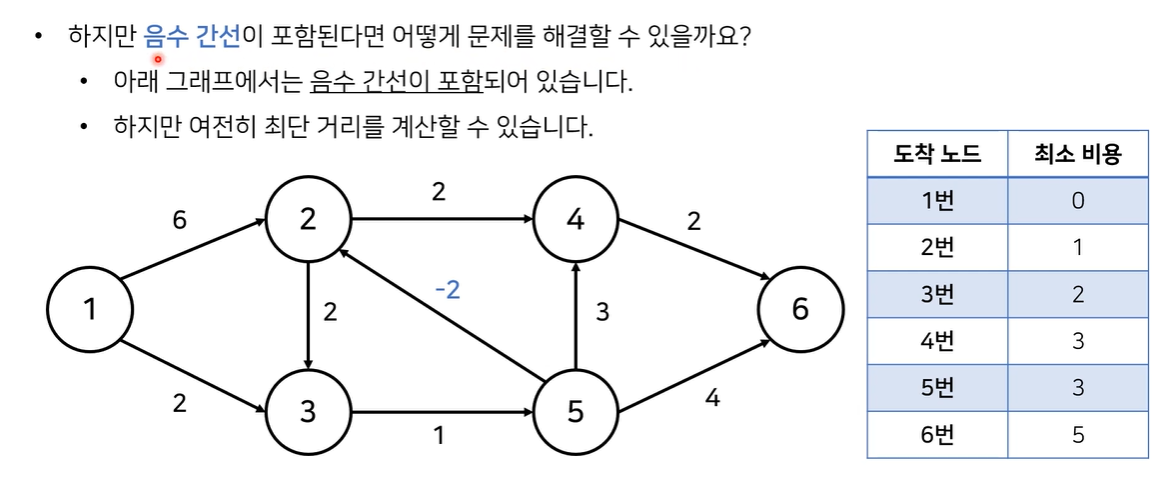 • 하지만 음수 간선이 포함된다면 어떻게 문제를 해결할 수 있을까요?
• 아래 그래프에서는 음수 간선이 포함되어 있습니다.
• 하지만 여전히 최단 거리를 계산할 수 있습니다.
6
2
2
4
2
1
2
-2
3
6
2
3
1
5
4
도착 노드 최소 비용
1번 0
2번 1
3번 2
4번 3
5번 3
6번 5